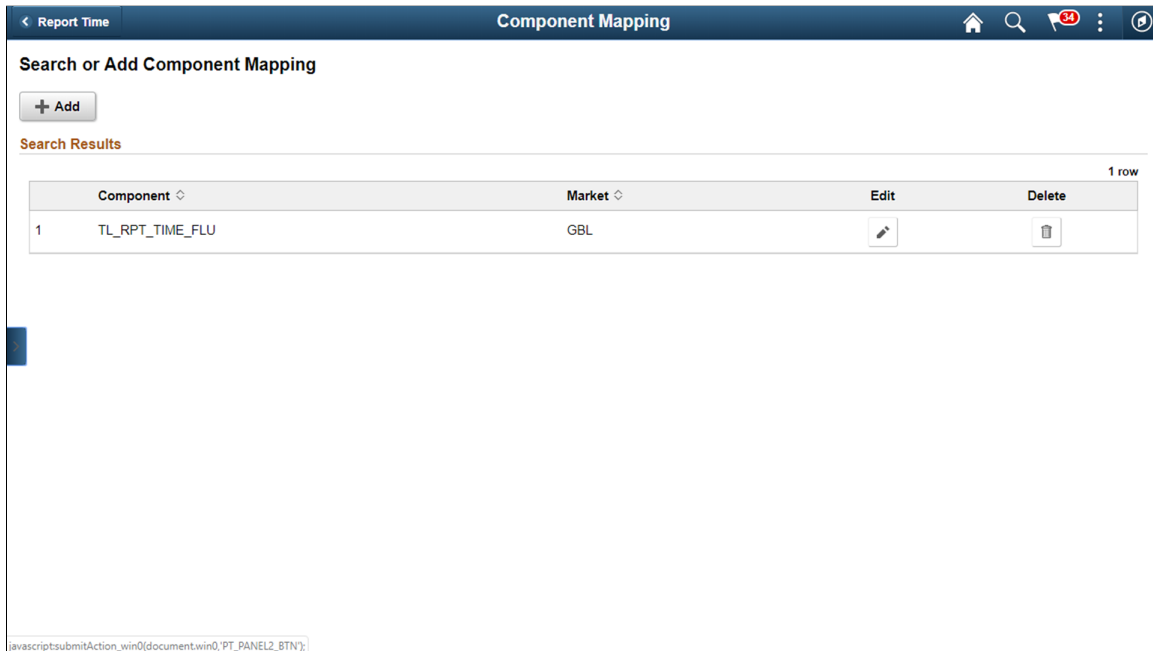 Report Time Component Mapping 34
Search or Add Component Mapping
Add
Search Results
1 row
Component Market Edit Delete
1 TL_RPT_TIME_FLU GBL
javascript:submitAction_win0(document.win0,'PT_PANEL2_BTN');